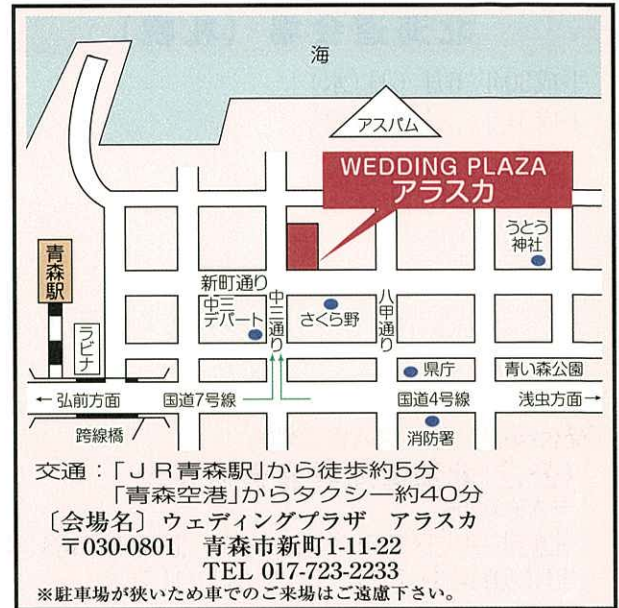 海
アスパム
WEDDING PLAZA
アラスカ
うとう
神社
青森駅
新町通り
中三
デパート
中三通り
さくら野
八甲通り
ラビナ
県庁
青い森公園
← 弘前方面
国道7号線
国道4号線
浅虫方面→
跨線橋
消防署
交通：「ＪＲ青森駅」から徒歩約5分
「青森空港」からタクシー約40分
〔会場名〕ウェディングプラザ　アラスカ
〒030-0801　青森市新町1-11-22
TEL 017-723-2233
※駐車場が狭いため車でのご来場はご遠慮下さい。